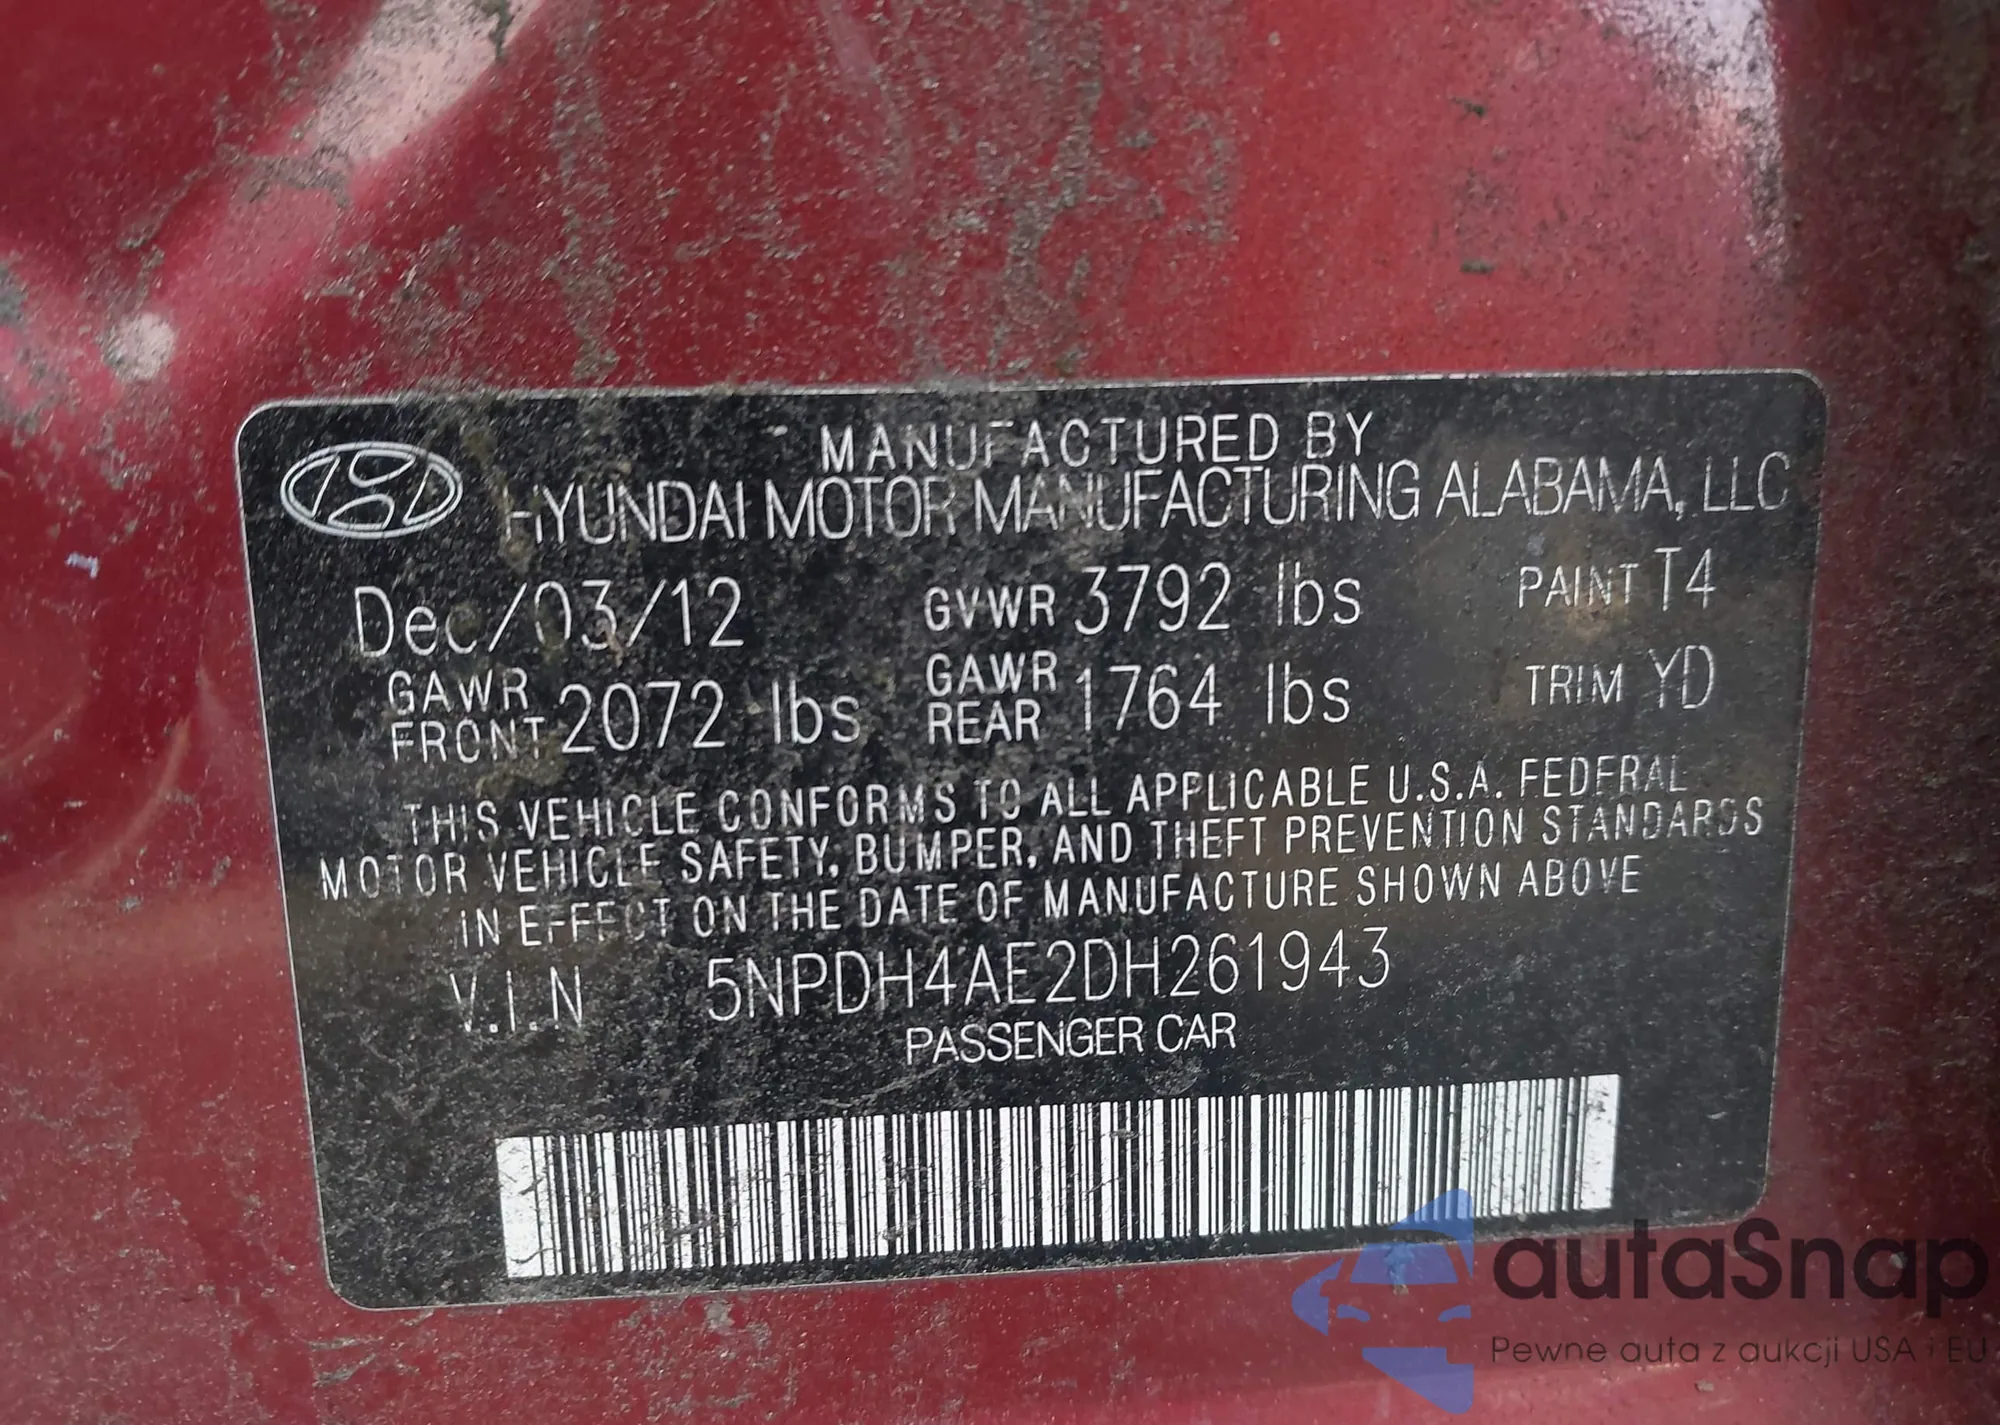 MANUFACTURED BY
HYUNDAI MOTOR MANUFACTURING ALABAMA, LLC
Dec/03/12 GVWR 3792 lbs PAINT T4
GAWR FRONT 2072 lbs GAWR REAR 1764 lbs TRIM YD
THIS VEHICLE CONFORMS TO ALL APPLICABLE U.S.A. FEDERAL
MOTOR VEHICLE SAFETY, BUMPER, AND THEFT PREVENTION STANDARDS
IN EFFECT ON THE DATE OF MANUFACTURE SHOWN ABOVE
V.I.N 5NPDH4AE2DH261943
PASSENGER CAR
autaSnap
Pewne auta z aukcji USA i EU